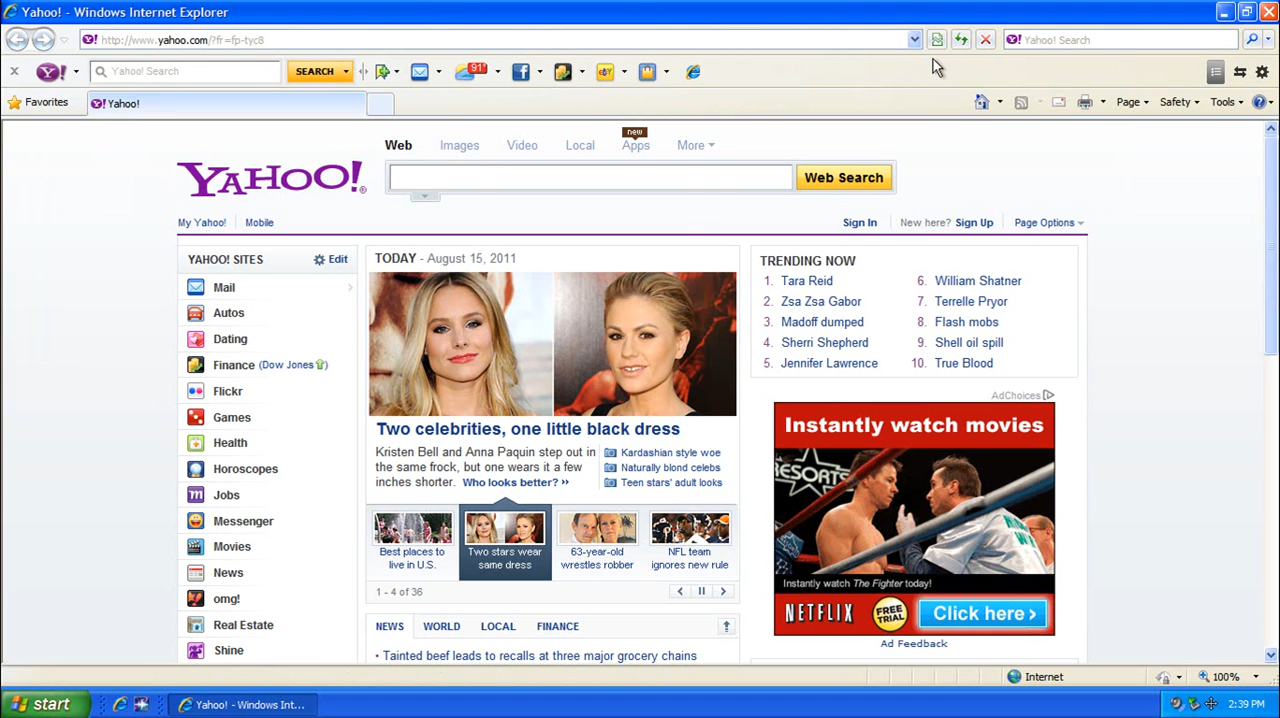 Yahoo! - Windows Internet Explorer
http://www.yahoo.com/?fr=fp-tyc8
Yahoo! Search
Yahoo! Search
SEARCH
91°
Favorites
Yahoo!
Page
Safety
Tools
new
Web
Images
Video
Local
Apps
More
YAHOO!
Web Search
My Yahoo!
Mobile
Sign In
New here? Sign Up
Page Options
YAHOO! SITES
Edit
Mail
Autos
Dating
Finance (Dow Jones)
Flickr
Games
Health
Horoscopes
Jobs
Messenger
Movies
News
omg!
Real Estate
Shine
TODAY - August 15, 2011
Two celebrities, one little black dress
Kristen Bell and Anna Paquin step out in
the same frock, but one wears it a few
inches shorter. Who looks better? ››
Kardashian style woe
Naturally blond celebs
Teen stars' adult looks
Best places to
live in U.S.
Two stars wear
same dress
63-year-old
wrestles robber
NFL team
ignores new rule
1 - 4 of 36
NEWS
WORLD
LOCAL
FINANCE
• Tainted beef leads to recalls at three major grocery chains
TRENDING NOW
1. Tara Reid
2. Zsa Zsa Gabor
3. Madoff dumped
4. Sherri Shepherd
5. Jennifer Lawrence
6. William Shatner
7. Terrelle Pryor
8. Flash mobs
9. Shell oil spill
10. True Blood
AdChoices
Instantly watch movies
RESORTS
Instantly watch The Fighter today!
NETFLIX
FREE
TRIAL
Click here ›
Ad Feedback
Internet
100%
start
Yahoo! - Windows Int...
2:39 PM